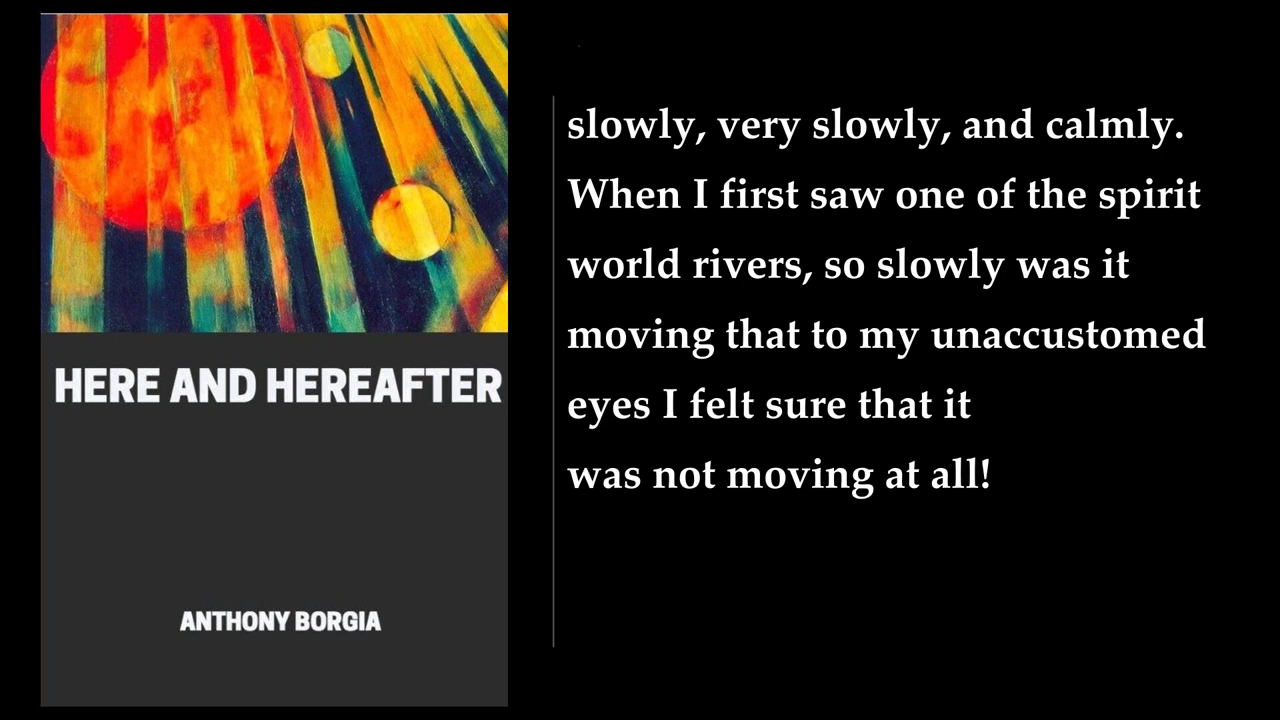 HERE AND HEREAFTER
ANTHONY BORGIA
slowly, very slowly, and calmly.
When I first saw one of the spirit
world rivers, so slowly was it
moving that to my unaccustomed
eyes I felt sure that it
was not moving at all!